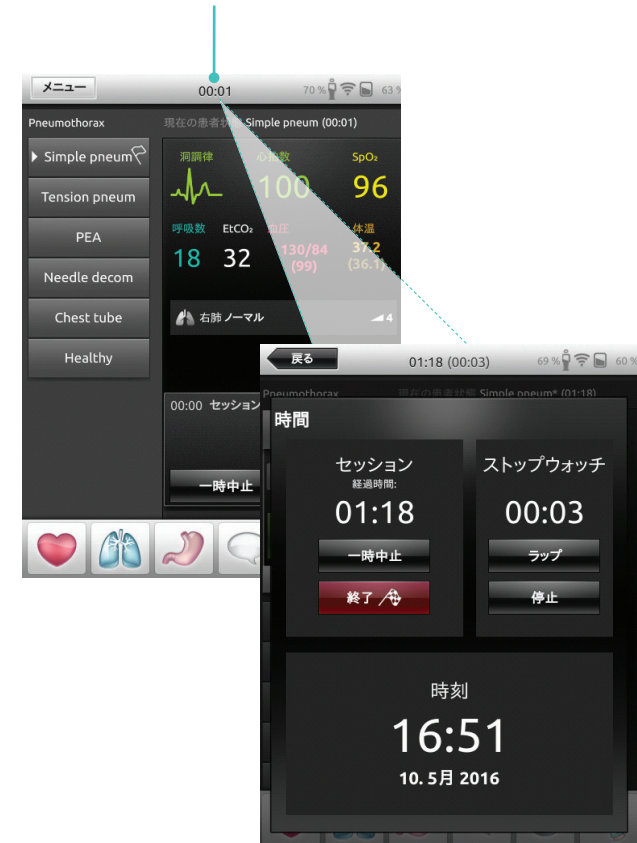 メニュー
00:01
70 %
63 %
Pneumothorax
現在の患者状態 Simple pneum (00:01)
Simple pneum
Tension pneum
PEA
Needle decom
Chest tube
Healthy
洞調律
心拍数
SpO₂
100
96
呼吸数
EtCO₂
血圧
体温
18
32
130/84
(99)
37.2
(36.1)
右肺 ノーマル
4
00:00 セッション
一時中止
戻る
01:18 (00:03)
69 %
60 %
Pneumothorax
現在の患者状態 Simple pneum* (01:18)
時間
セッション
経過時間:
01:18
一時中止
終了
ストップウォッチ
00:03
ラップ
停止
時刻
16:51
10. 5月 2016